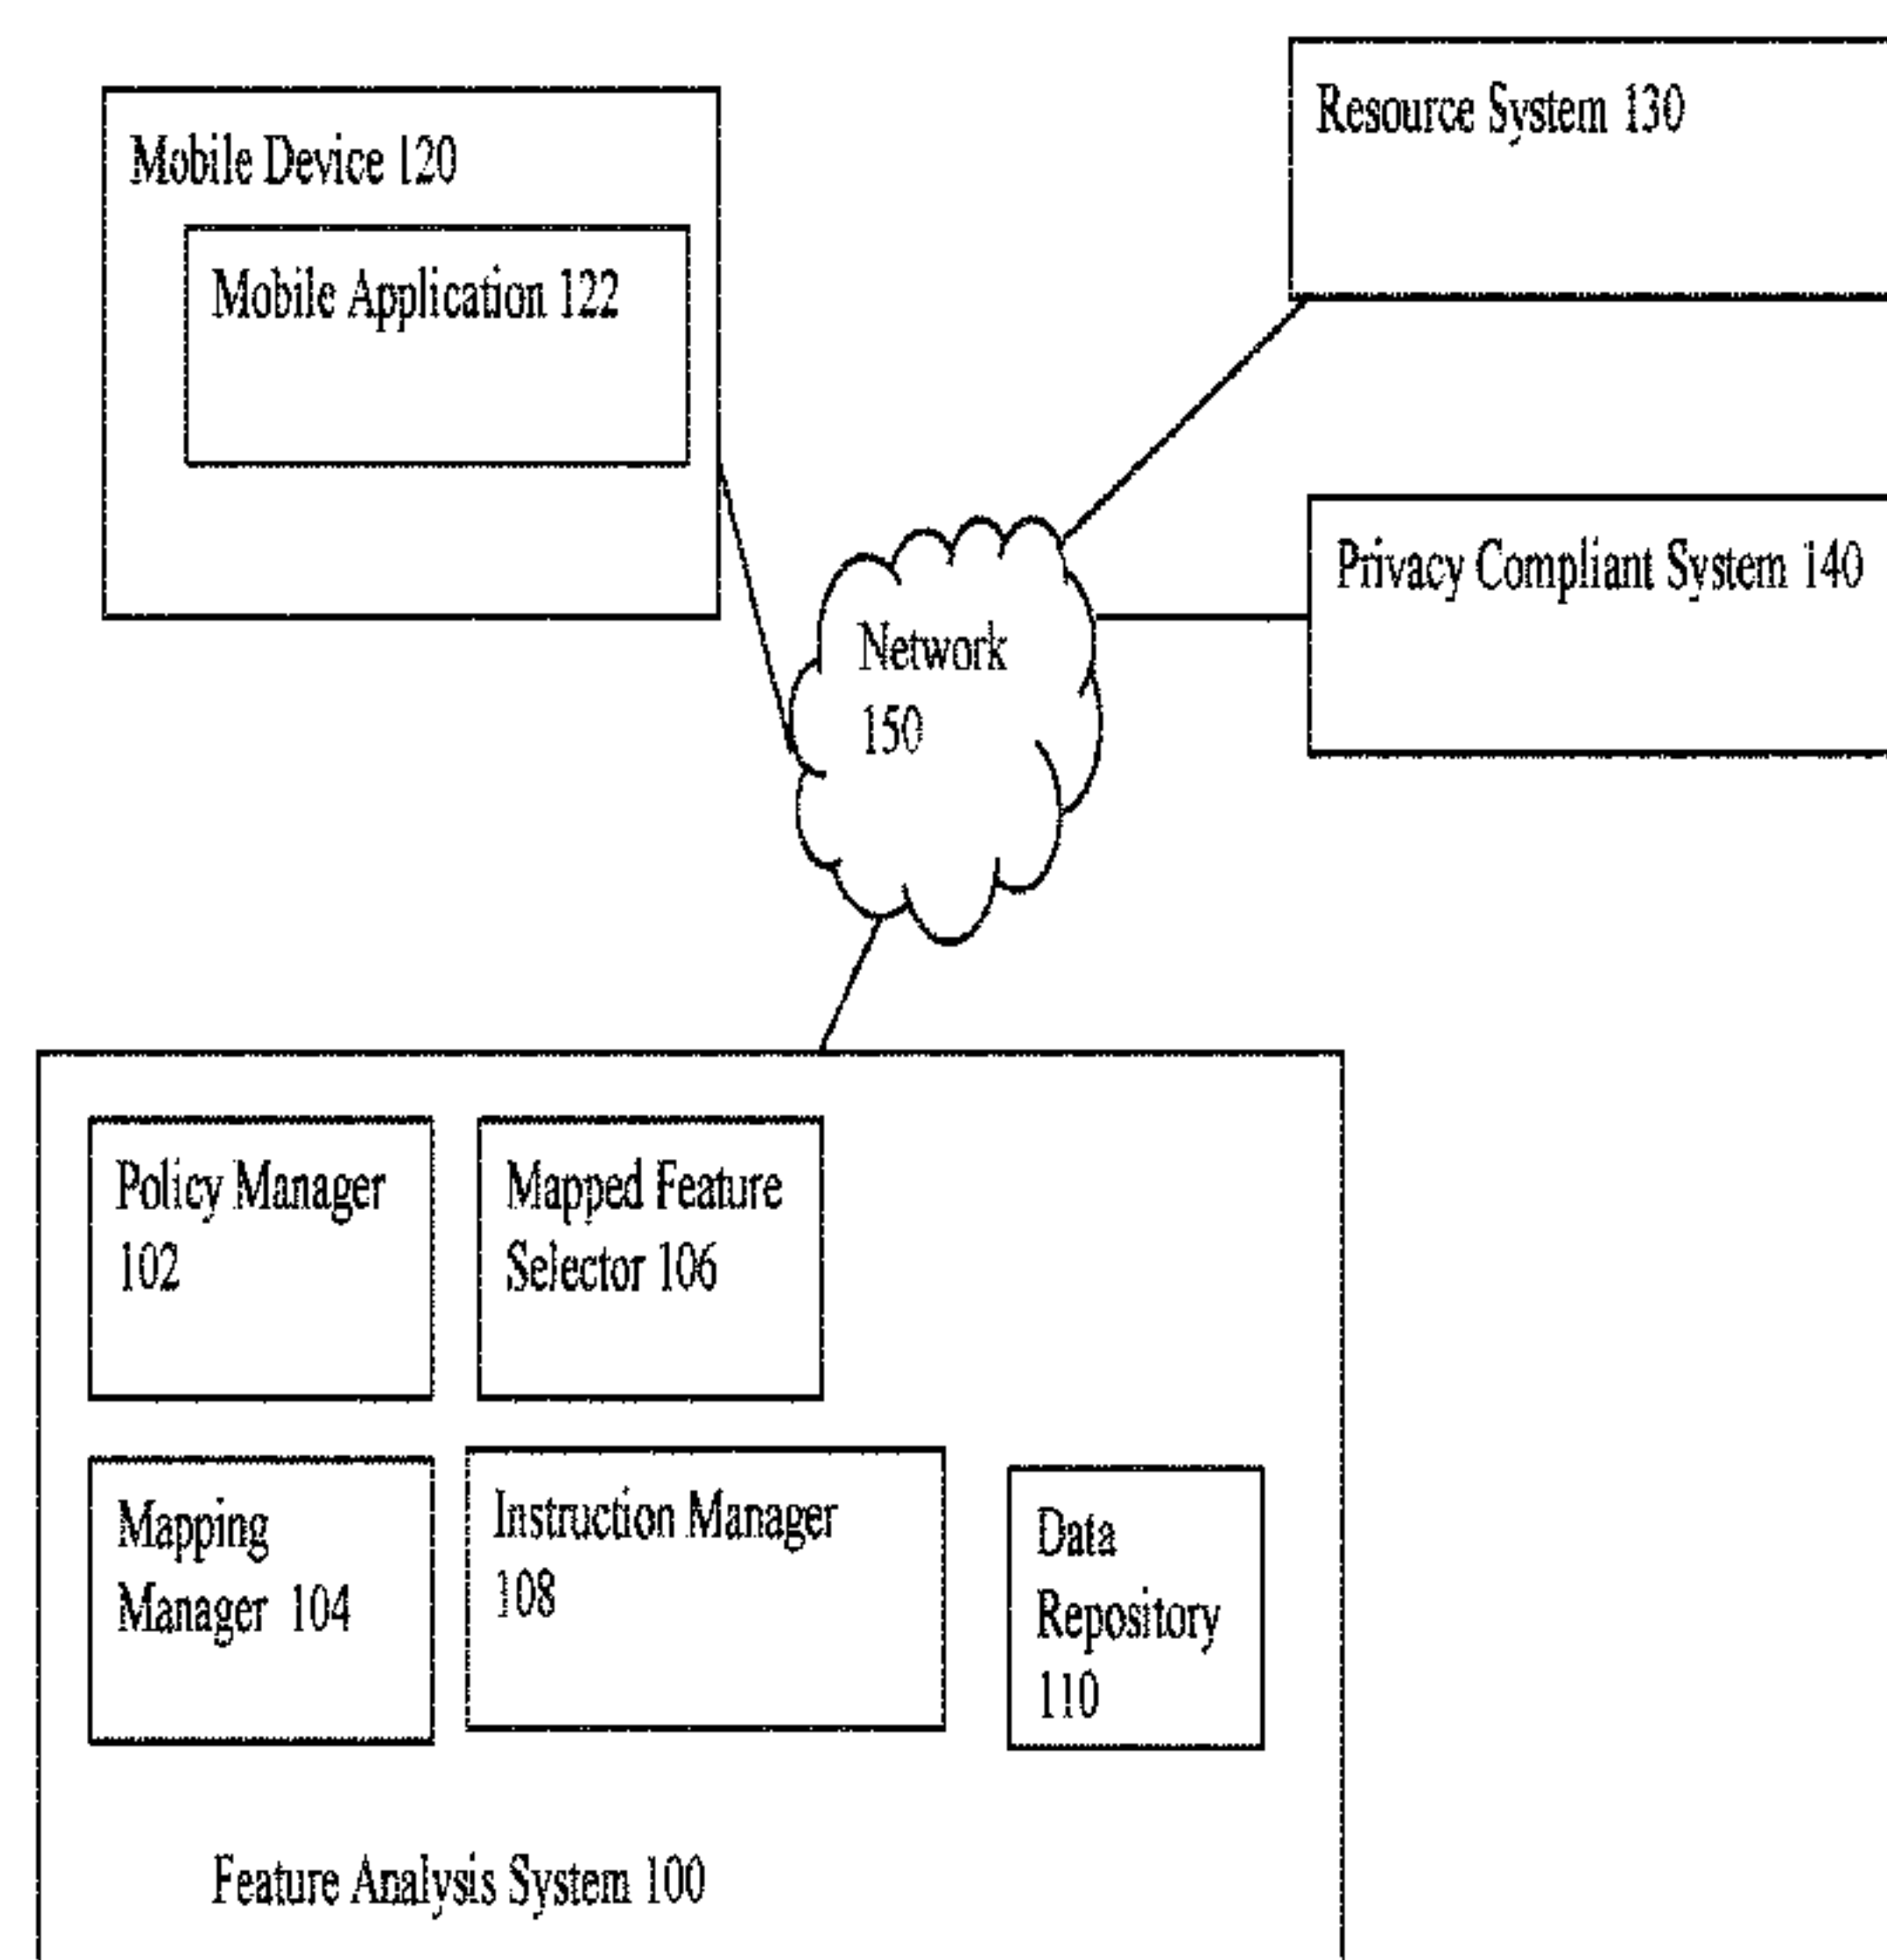 Resource System 130
Mobile Device 120
Mobile Application 122
Privacy Compliant System 140
Network
150
Policy Manager
102
Mapped Feature
Selector 106
Mapping
Manager 104
Instruction Manager
108
Data
Repository
110
Feature Analysis System 100